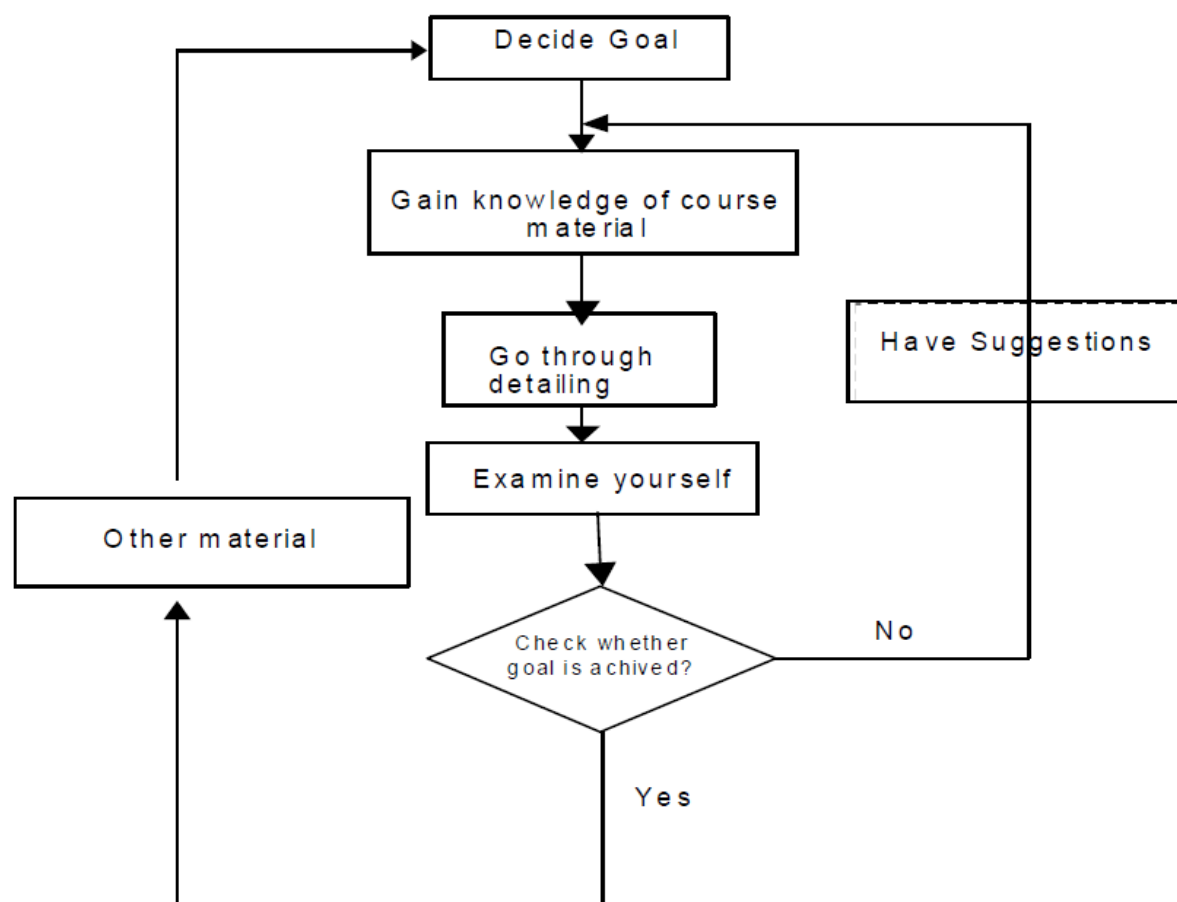 Decide Goal
Gain knowledge of course
material
Go through
detailing
Have Suggestions
Examine yourself
Other material
Check whether
goal is achived?
No
Yes